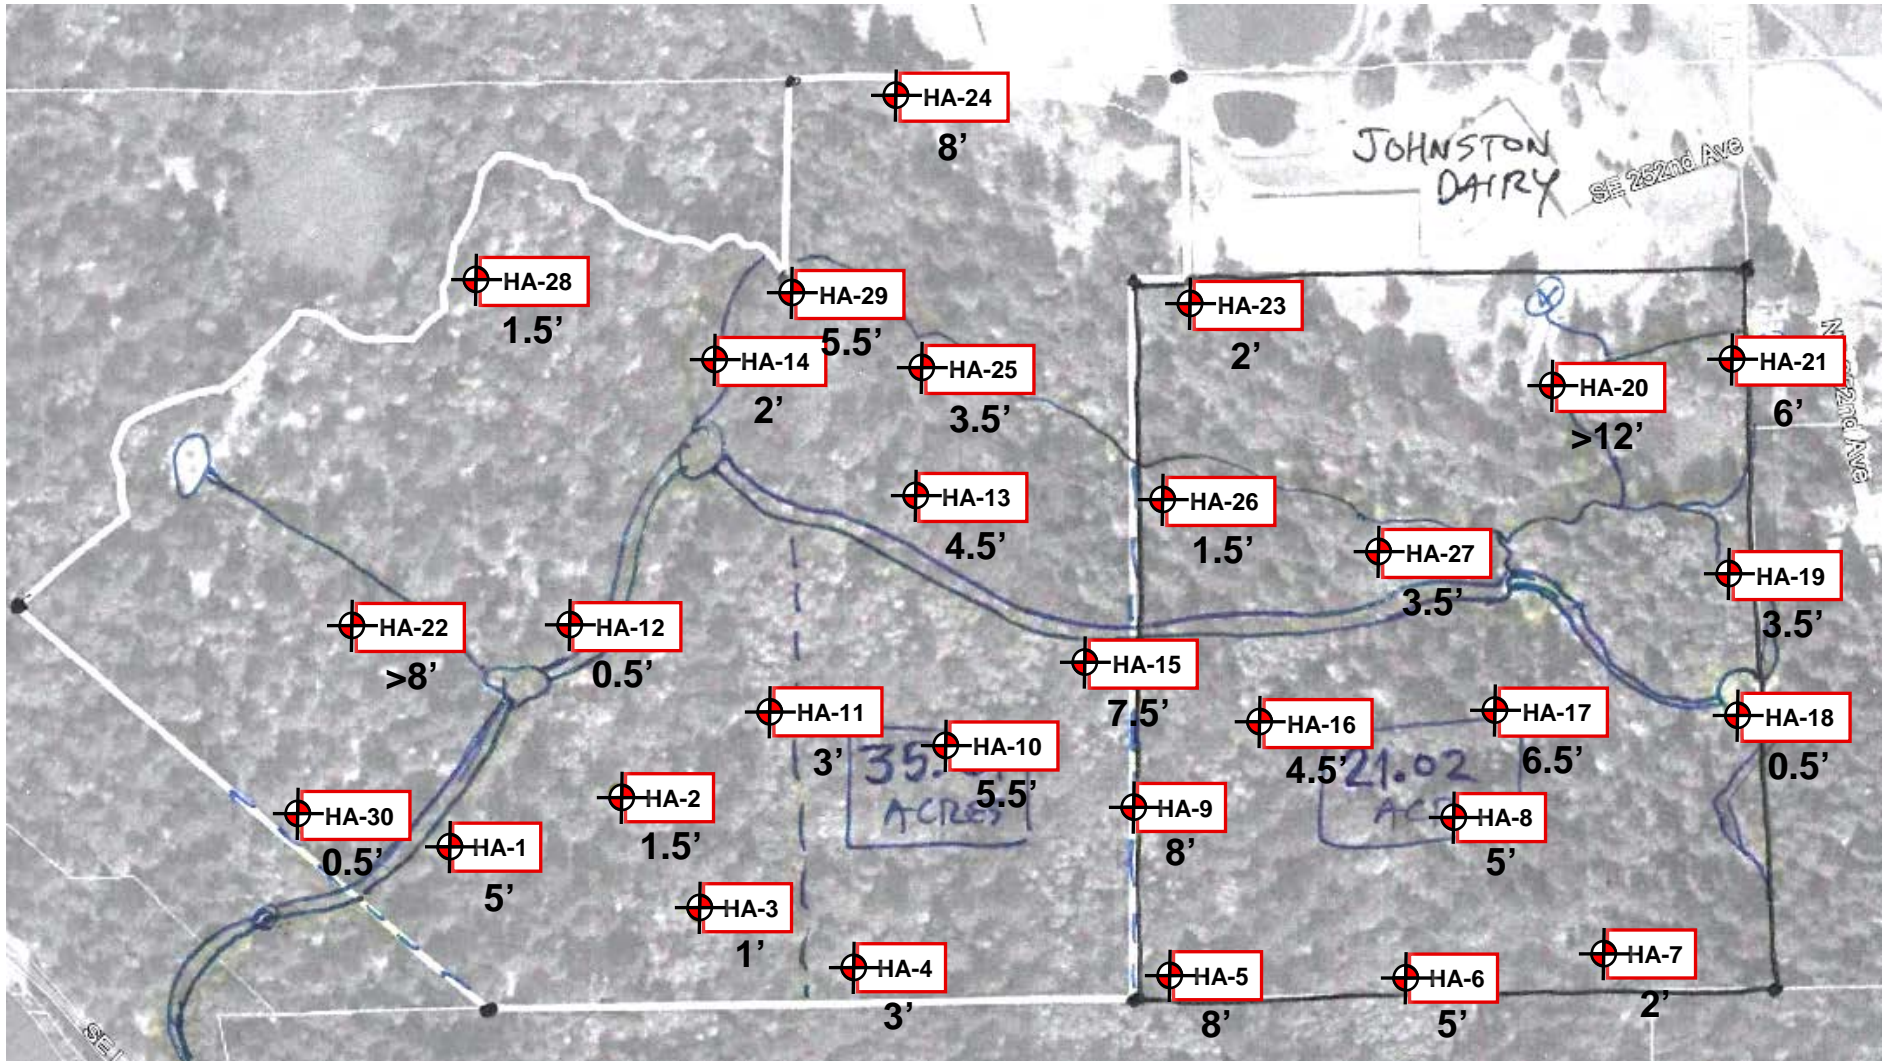 HA-24
8’
JOHNSTON
DAIRY
SE 252nd Ave
HA-28
1.5’
HA-29
5.5’
HA-23
2’
HA-14
2’
HA-25
3.5’
HA-20
>12’
HA-21
6’
HA-13
4.5’
HA-26
1.5’
HA-27
3.5’
HA-19
3.5’
HA-22
>8’
HA-12
0.5’
HA-15
7.5’
HA-11
3’
HA-10
5.5’
ACRES
HA-16
4.5’
21.02
HA-17
6.5’
HA-18
0.5’
HA-30
0.5’
HA-1
5’
HA-2
1.5’
HA-9
8’
HA-8
5’
HA-3
1’
HA-4
3’
HA-5
8’
HA-6
5’
HA-7
2’
SE